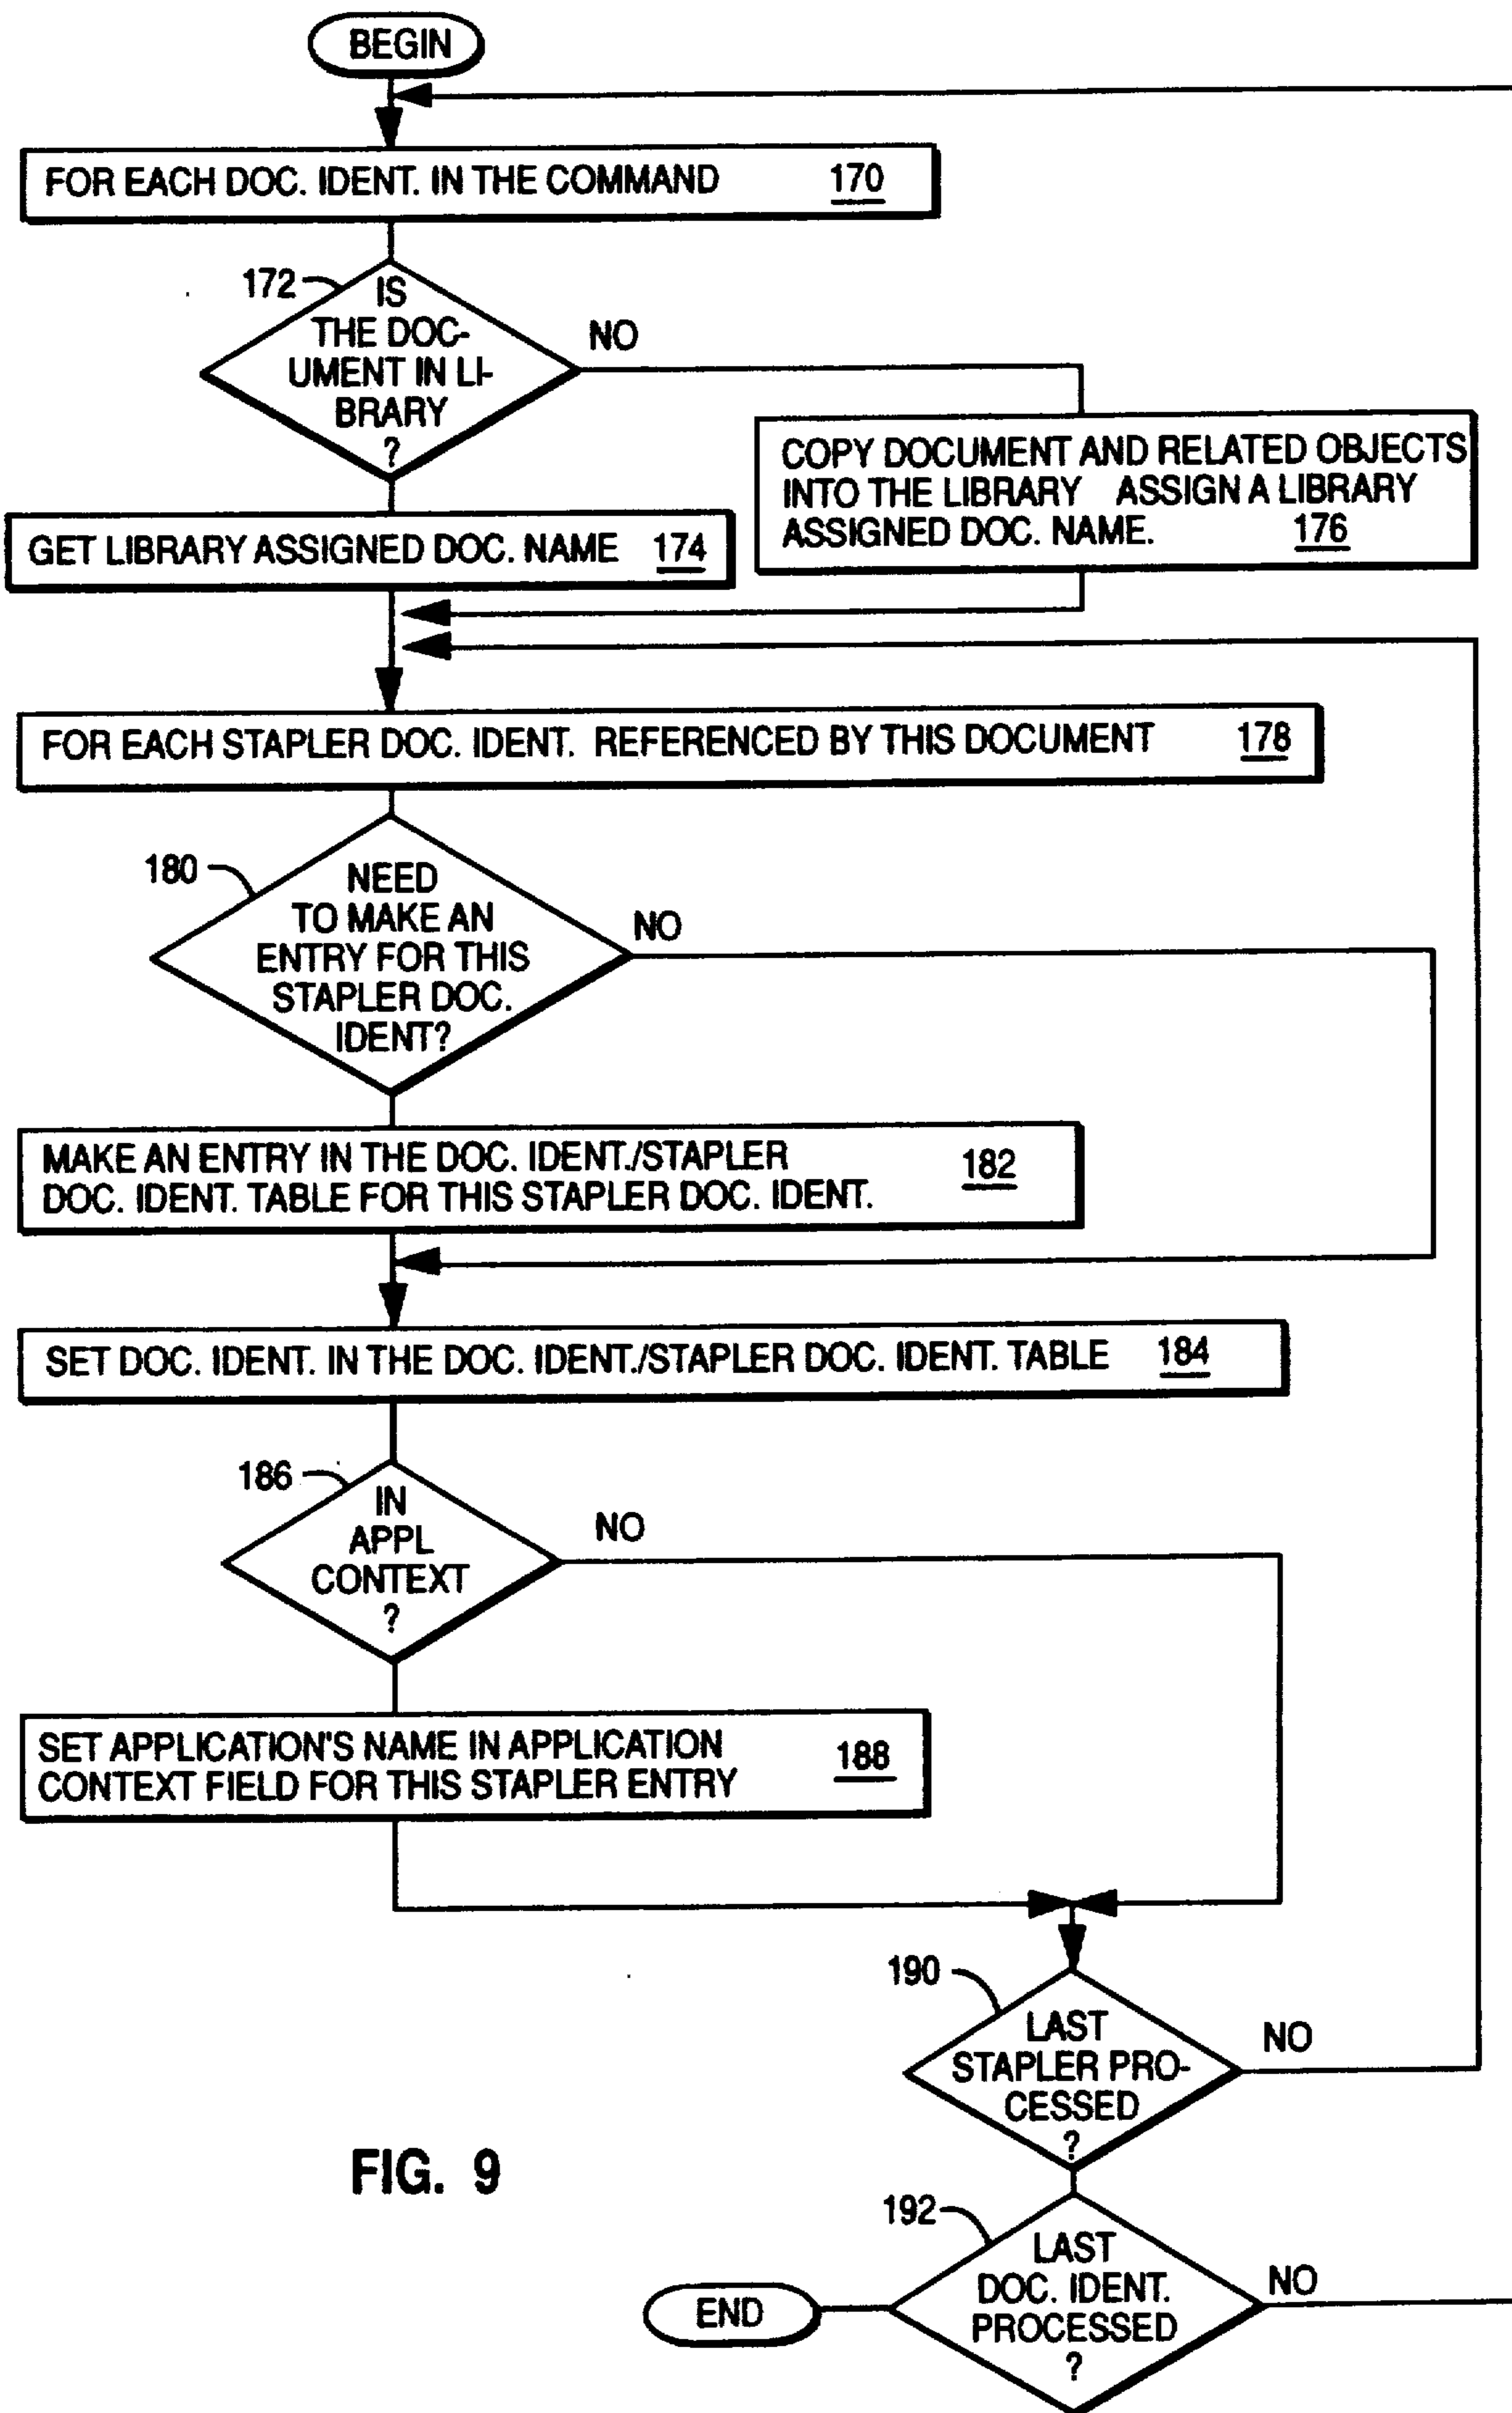 BEGIN
FOR EACH DOC. IDENT. IN THE COMMAND 170
172
IS
THE DOC-
UMENT IN LI-
BRARY
?
NO
COPY DOCUMENT AND RELATED OBJECTS
INTO THE LIBRARY ASSIGN A LIBRARY
ASSIGNED DOC. NAME. 176
GET LIBRARY ASSIGNED DOC. NAME 174
FOR EACH STAPLER DOC. IDENT. REFERENCED BY THIS DOCUMENT 178
180
NEED
TO MAKE AN
ENTRY FOR THIS
STAPLER DOC.
IDENT?
NO
MAKE AN ENTRY IN THE DOC. IDENT./STAPLER
DOC. IDENT. TABLE FOR THIS STAPLER DOC. IDENT.
182
SET DOC. IDENT. IN THE DOC. IDENT./STAPLER DOC. IDENT. TABLE 184
186
IN
APPL
CONTEXT
?
NO
SET APPLICATION'S NAME IN APPLICATION
CONTEXT FIELD FOR THIS STAPLER ENTRY
188
190
LAST
STAPLER PRO-
CESSED
?
NO
FIG. 9
192
LAST
DOC. IDENT.
PROCESSED
?
NO
END